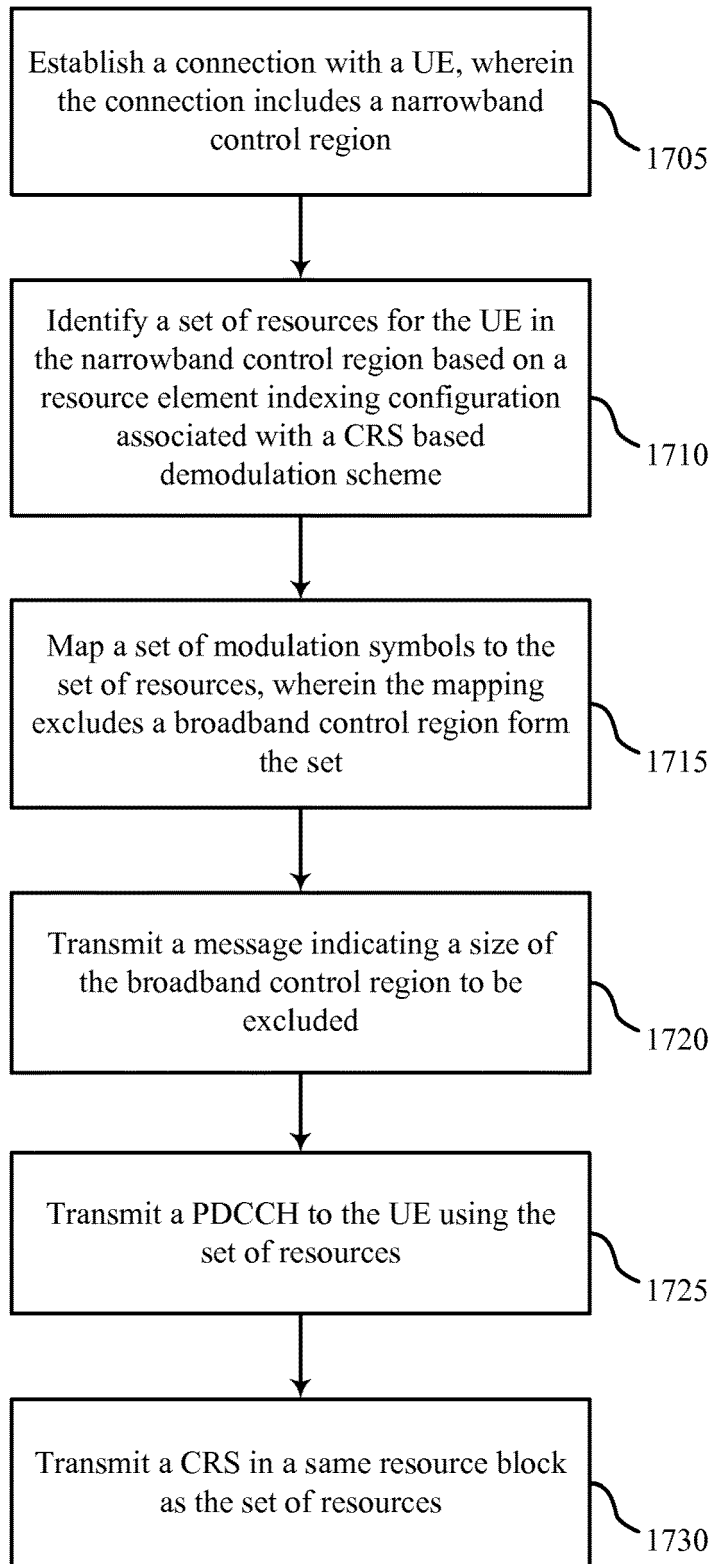 Establish a connection with a UE, wherein
the connection includes a narrowband
control region
1705
Identify a set of resources for the UE in
the narrowband control region based on a
resource element indexing configuration
associated with a CRS based
demodulation scheme
1710
Map a set of modulation symbols to the
set of resources, wherein the mapping
excludes a broadband control region form
the set
1715
Transmit a message indicating a size of
the broadband control region to be
excluded
1720
Transmit a PDCCH to the UE using the
set of resources
1725
Transmit a CRS in a same resource block
as the set of resources
1730